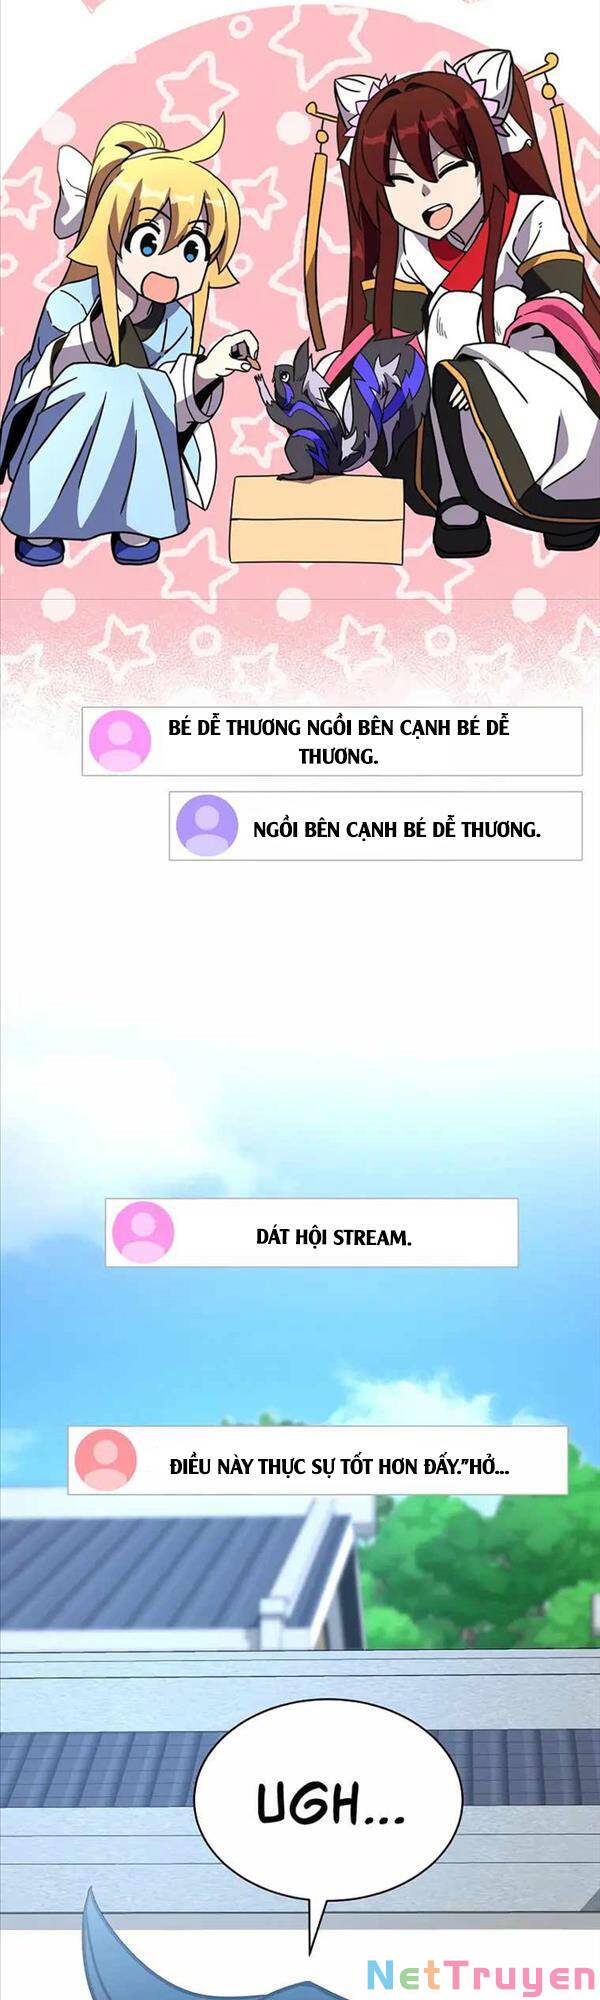 BÉ DỄ THƯƠNG NGỒI BÊN CẠNH BÉ DỄ
THƯƠNG.
NGỒI BÊN CẠNH BÉ DỄ THƯƠNG.
DÁT HỘI STREAM.
ĐIỀU NÀY THỰC SỰ TỐT HƠN ĐẤY."HỞ...
UGH...
NetTruyen